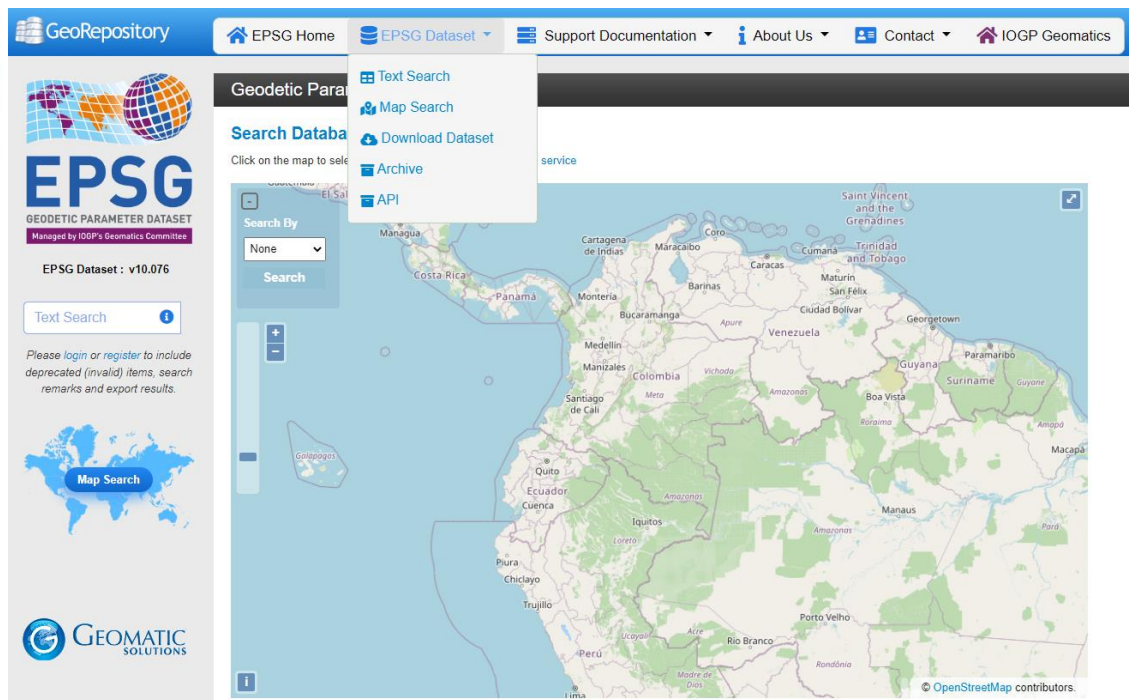 GeoRepository
EPSG Home
EPSG Dataset
Support Documentation
About Us
Contact
IOGP Geomatics
Text Search
Map Search
Download Dataset
Archive
API
EPSG
GEODETIC PARAMETER DATASET
Managed by IOGP's Geomatics Committee
EPSG Dataset : v10.076
Text Search
Please login or register to include
deprecated (invalid) items, search
remarks and export results.
Map Search
GEOMATIC
SOLUTIONS
Geodetic Para
Search Databa
Click on the map to sele
service
Search By
None
Search
+
−
i
Guatemala
El Sal
Managua
Costa Rica
Panamá
Cartagena
de Indias
Maracaibo
Coro
Caracas
Cumaná
Saint Vincent
and the
Grenadines
Trinidad
and Tobago
Maturín
San Félix
Ciudad Bolívar
Barinas
Montería
Bucaramanga
Apure
Venezuela
Georgetown
Medellín
Manizales
Colombia
Vichada
Guyana
Paramaribo
Suriname
Guyane
Santiago
de Cali
Meta
Amazonas
Boa Vista
Roraima
Amapá
Macapá
Galápagos
Quito
Ecuador
Cuenca
Amazonas
Iquitos
Loreto
Manaus
Amazonas
Pará
Piura
Chiclayo
Trujillo
Porto Velho
Ucayali
Acre
Rio Branco
Perú
Madre de
Dios
Rondônia
Lima
© OpenStreetMap contributors.